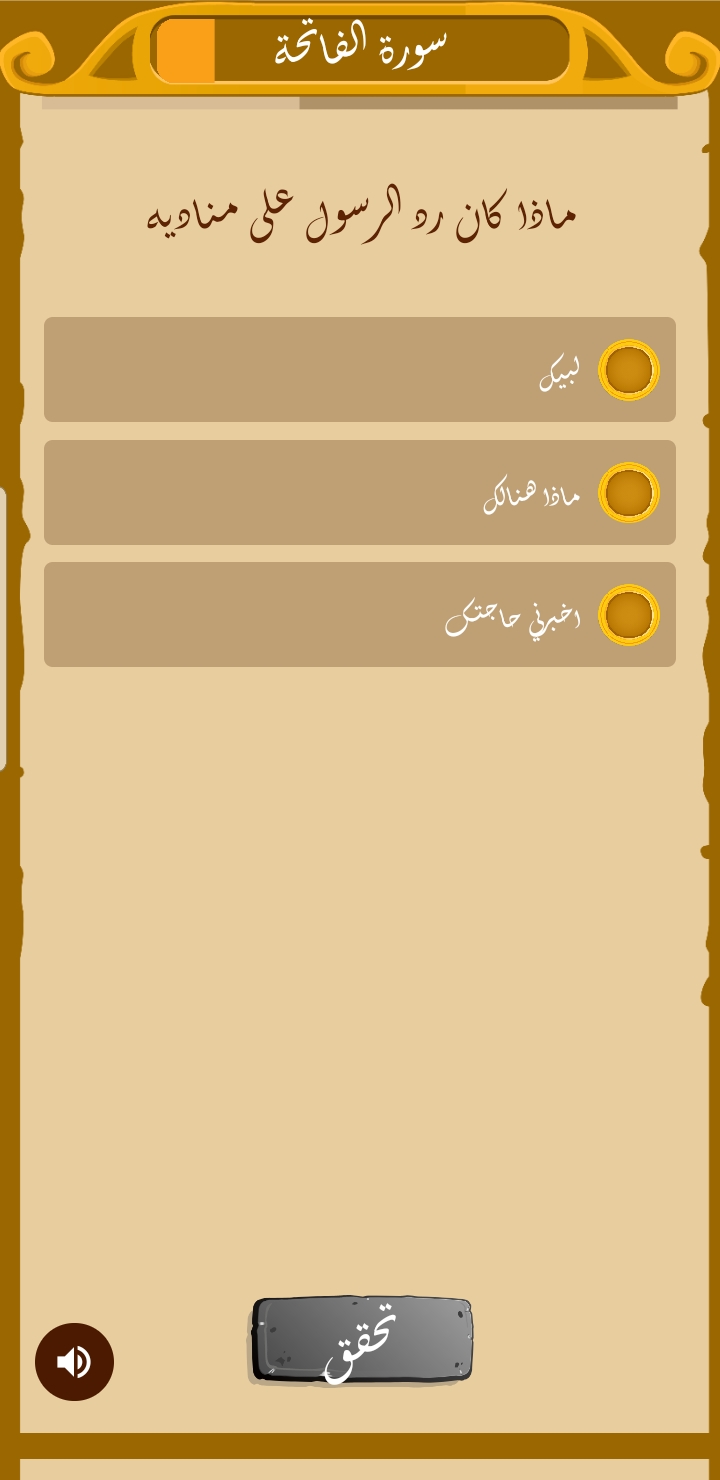 سورة الفاتحة
ماذا كان رد الرسول على مناديه
لبيك
ماذا هنالك
اخبرني حاجتك
تحقق